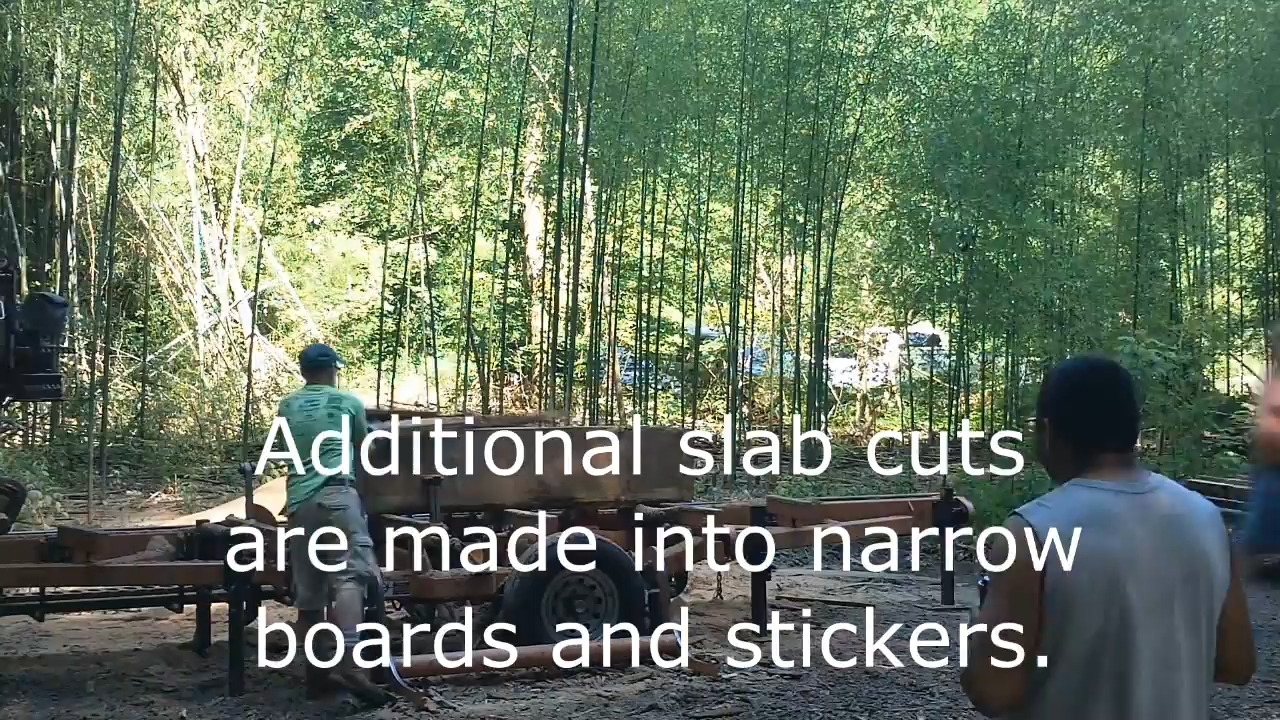 Additional slab cuts
are made into narrow
boards and stickers.